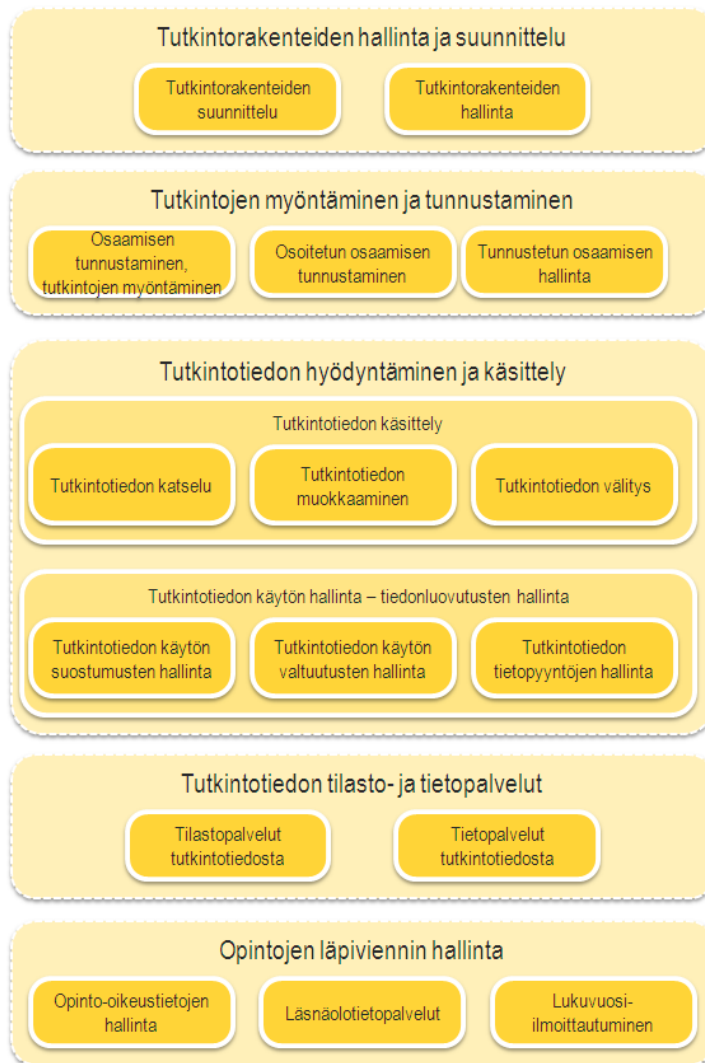 Tutkintorakenteiden hallinta ja suunnittelu
Tutkintorakenteiden
suunnittelu
Tutkintorakenteiden
hallinta
Tutkintojen myöntäminen ja tunnustaminen
Osaamisen
tunnustaminen,
tutkintojen myöntäminen
Osoitetun osaamisen
tunnustaminen
Tunnustetun osaamisen
hallinta
Tutkintotiedon hyödyntäminen ja käsittely
Tutkintotiedon käsittely
Tutkintotiedon katselu
Tutkintotiedon
muokkaaminen
Tutkintotiedon välitys
Tutkintotiedon käytön hallinta – tiedonluovutusten hallinta
Tutkintotiedon käytön
suostumusten hallinta
Tutkintotiedon käytön
valtuutusten hallinta
Tutkintotiedon
tietopyyntöjen hallinta
Tutkintotiedon tilasto- ja tietopalvelut
Tilastopalvelut
tutkintotiedosta
Tietopalvelut
tutkintotiedosta
Opintojen läpiviennin hallinta
Opinto-oikeustietojen
hallinta
Läsnäolotietopalvelut
Lukuvuosi-
ilmoittautuminen